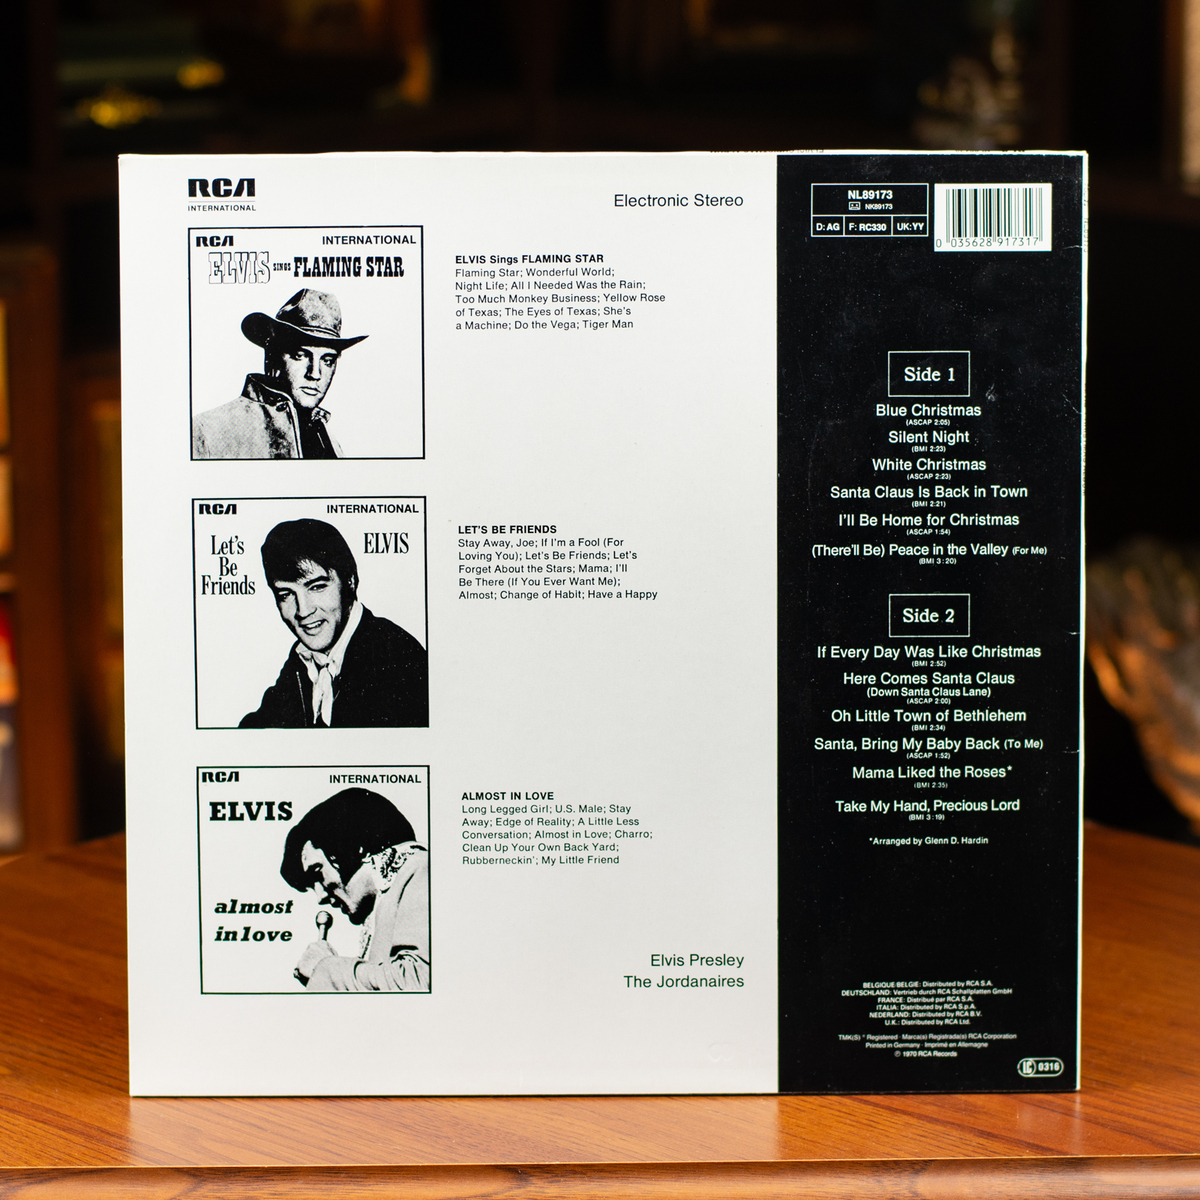 RCA
INTERNATIONAL
Electronic Stereo
RCA INTERNATIONAL
ELVIS SINGS FLAMING STAR
ELVIS Sings FLAMING STAR
Flaming Star; Wonderful World;
Night Life; All I Needed Was the Rain;
Too Much Monkey Business; Yellow Rose
of Texas; The Eyes of Texas; She's
a Machine; Do the Vega; Tiger Man
RCA INTERNATIONAL
Let's
Be
Friends
ELVIS
LET'S BE FRIENDS
Stay Away, Joe; If I'm a Fool (For
Loving You); Let's Be Friends; Let's
Forget About the Stars; Mama; I'll
Be There (If You Ever Want Me);
Almost; Change of Habit; Have a Happy
RCA INTERNATIONAL
ELVIS
almost
in love
ALMOST IN LOVE
Long Legged Girl; U.S. Male; Stay
Away; Edge of Reality; A Little Less
Conversation; Almost in Love; Charro;
Clean Up Your Own Back Yard;
Rubberneckin'; My Little Friend
Elvis Presley
The Jordanaires
NL89173
NK89173
D: AG F: RC330 UK:YY
0 035628 917317
Side 1
Blue Christmas
(ASCAP 2:05)
Silent Night
(BMI 2:23)
White Christmas
(ASCAP 2:23)
Santa Claus Is Back in Town
(BMI 2:21)
I'll Be Home for Christmas
(ASCAP 1:54)
(There'll Be) Peace in the Valley (For Me)
(BMI 3:20)
Side 2
If Every Day Was Like Christmas
(BMI 2:52)
Here Comes Santa Claus
(Down Santa Claus Lane)
(ASCAP 2:00)
Oh Little Town of Bethlehem
(BMI 2:34)
Santa, Bring My Baby Back (To Me)
(ASCAP 1:52)
Mama Liked the Roses*
(BMI 2:35)
Take My Hand, Precious Lord
(BMI 3:19)
*Arranged by Glenn D. Hardin
BELGIQUE/BELGIE: Distributed by RCA S.A.
DEUTSCHLAND: Vertrieb durch RCA Schallplatten GmbH
FRANCE: Distribué par RCA S.A.
ITALIA: Distributed by RCA S.p.A.
NEDERLAND: Distributed by RCA B.V.
U.K.: Distributed by RCA Ltd.
TMK(S) ® Registered · Marca(s) Registrada(s) RCA Corporation
Printed in Germany · Imprimé en Allemagne
℗ 1970 RCA Records
LC 0316